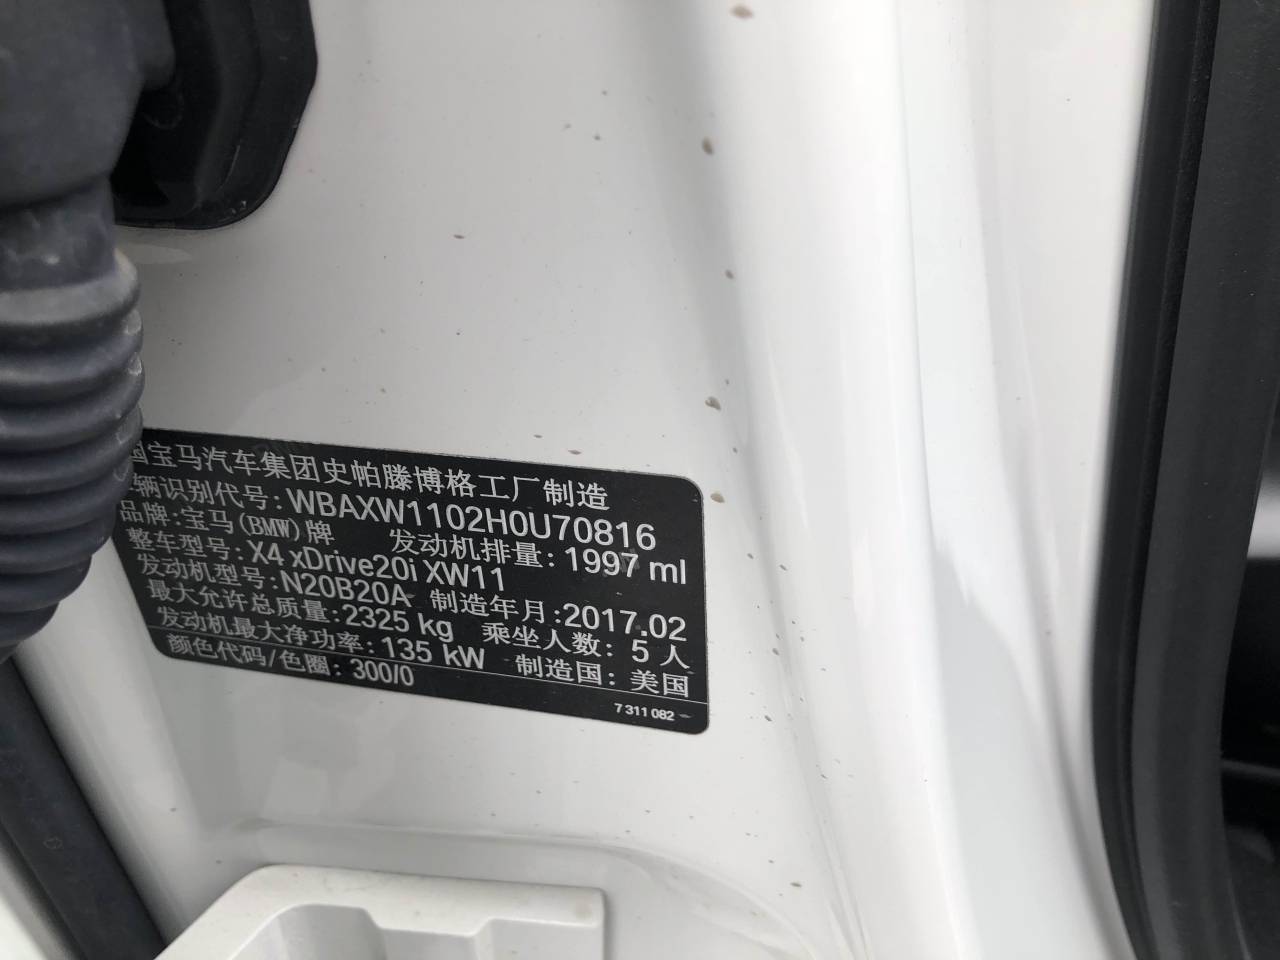 国宝马汽车集团史帕滕博格工厂制造
车辆识别代号: WBAXW1102H0U70816
品牌:宝马(BMW)牌 发动机排量: 1997 ml
整车型号: X4 xDrive20i XW11
发动机型号: N20B20A 制造年月:2017.02
最大允许总质量: 2325 kg 乘坐人数: 5 人
发动机最大净功率: 135 kW 制造国: 美国
颜色代码/色圈: 300/0
7 311 082